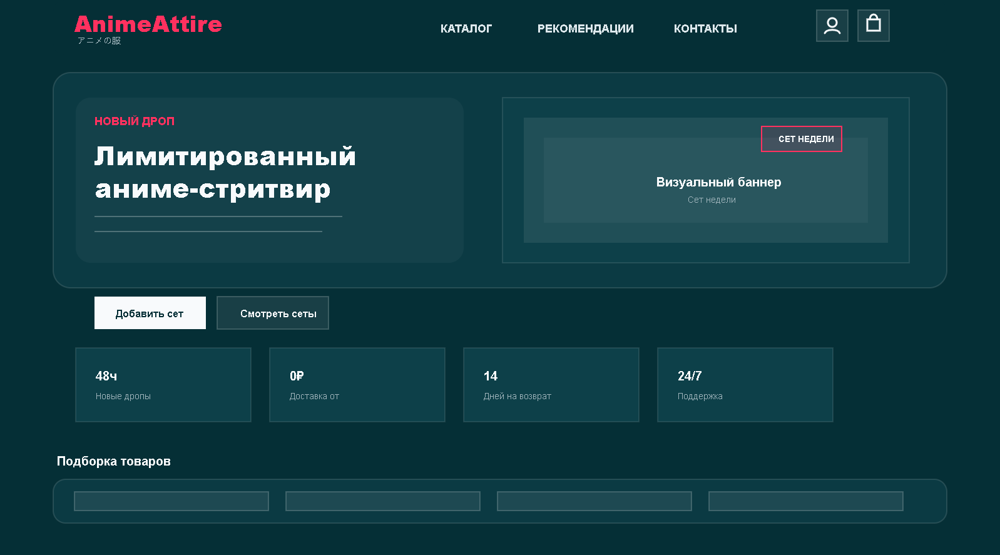 AnimeAttire
アニメの服
КАТАЛОГ
РЕКОМЕНДАЦИИ
КОНТАКТЫ
НОВЫЙ ДРОП
Лимитированный
аниме-стритвир
СЕТ НЕДЕЛИ
Визуальный баннер
Сет недели
Добавить сет
Смотреть сеты
48ч
Новые дропы
0₽
Доставка от
14
Дней на возврат
24/7
Поддержка
Подборка товаров